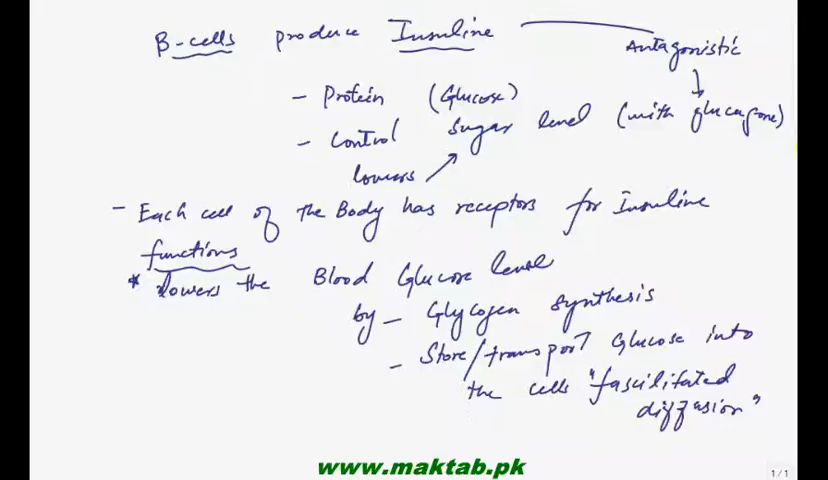 B-cells produce Insuline
Antagonistic
- Protein (Glucose)
- Control sugar level (with glucagone)
lowers
- Each cell of the Body has receptors for Insuline
functions
* lowers the Blood Glucose level
by - Glycogen synthesis
- Store/transport Glucose into
the cells "fascilitated
diffusion"
www.maktab.pk
1/1